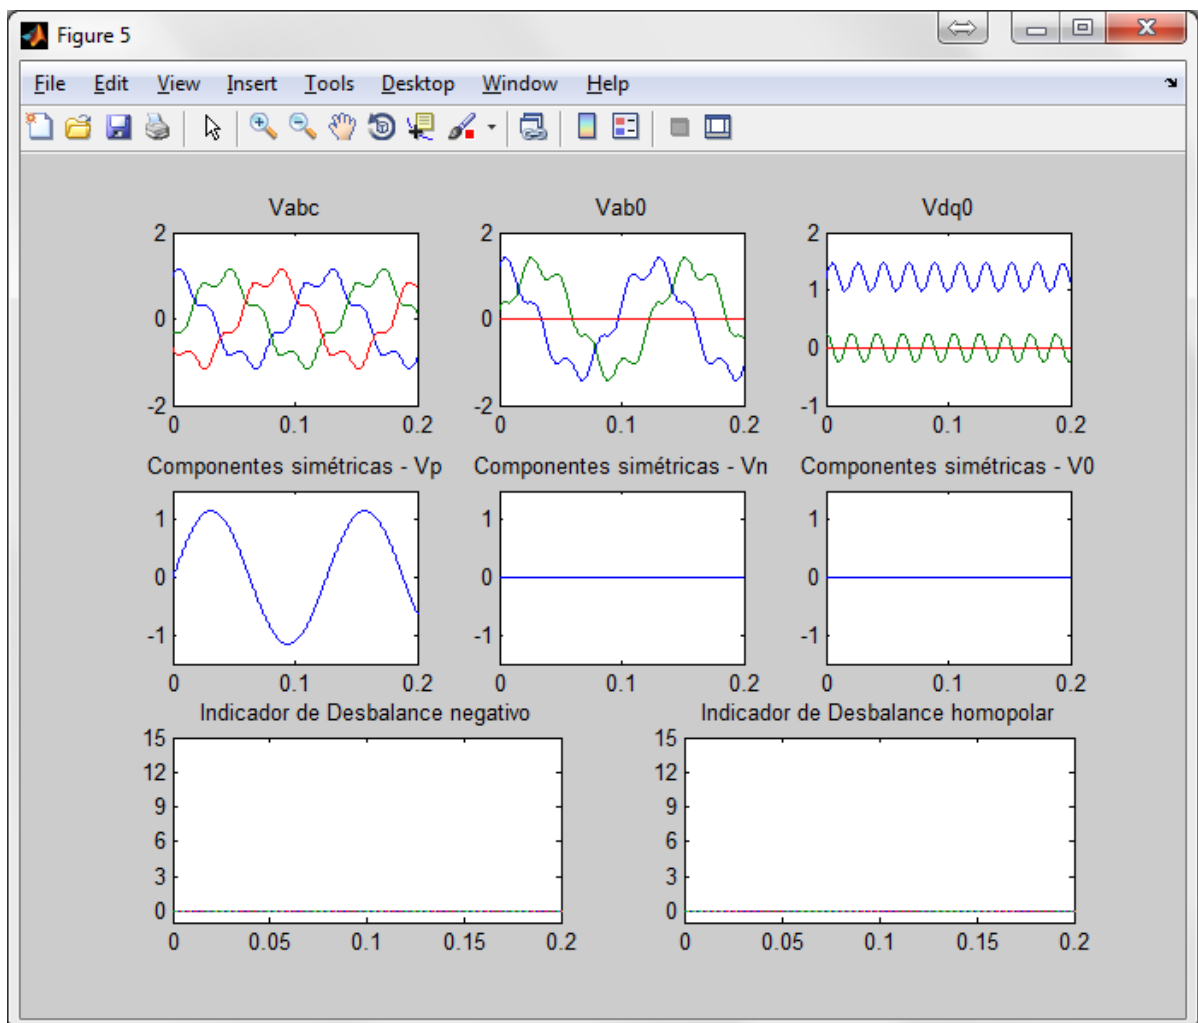 Figure 5
File Edit View Insert Tools Desktop Window Help
Vabc Vab0 Vdq0
2 2 2
1
0 0
0
-2 -2 -1
0 0.1 0.2 0 0.1 0.2 0 0.1 0.2
Componentes simétricas - Vp Componentes simétricas - Vn Componentes simétricas - V0
1 1 1
0 0 0
-1 -1 -1
0 0.1 0.2 0 0.1 0.2 0 0.1 0.2
Indicador de Desbalance negativo Indicador de Desbalance homopolar
15 15
12 12
9 9
6 6
3 3
0 0
0 0.05 0.1 0.15 0.2 0 0.05 0.1 0.15 0.2